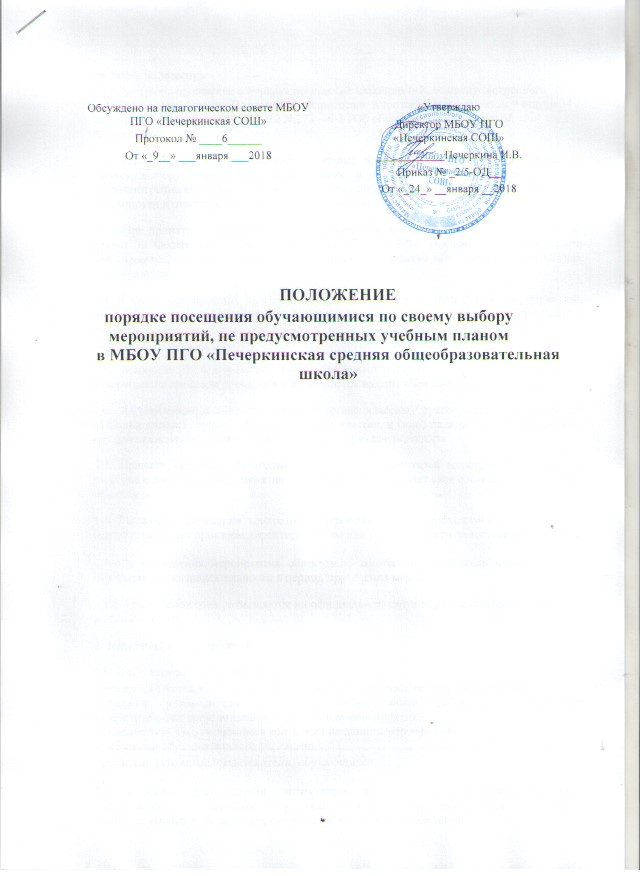 Обсуждено на педагогическом совете МБОУ
ПГО «Печеркинская СОШ»
Протокол № ____6______
От «_9__» ___января ___2018
«Утверждаю
Директор МБОУ ПГО
«Печеркинская СОШ»
Печеркина И.В.
Приказ № _2/5-ОД__
От «_24_» __января __2018
ПОЛОЖЕНИЕ
порядке посещения обучающимися по своему выбору
мероприятий, не предусмотренных учебным планом
в МБОУ ПГО «Печеркинская средняя общеобразовательная
школа»